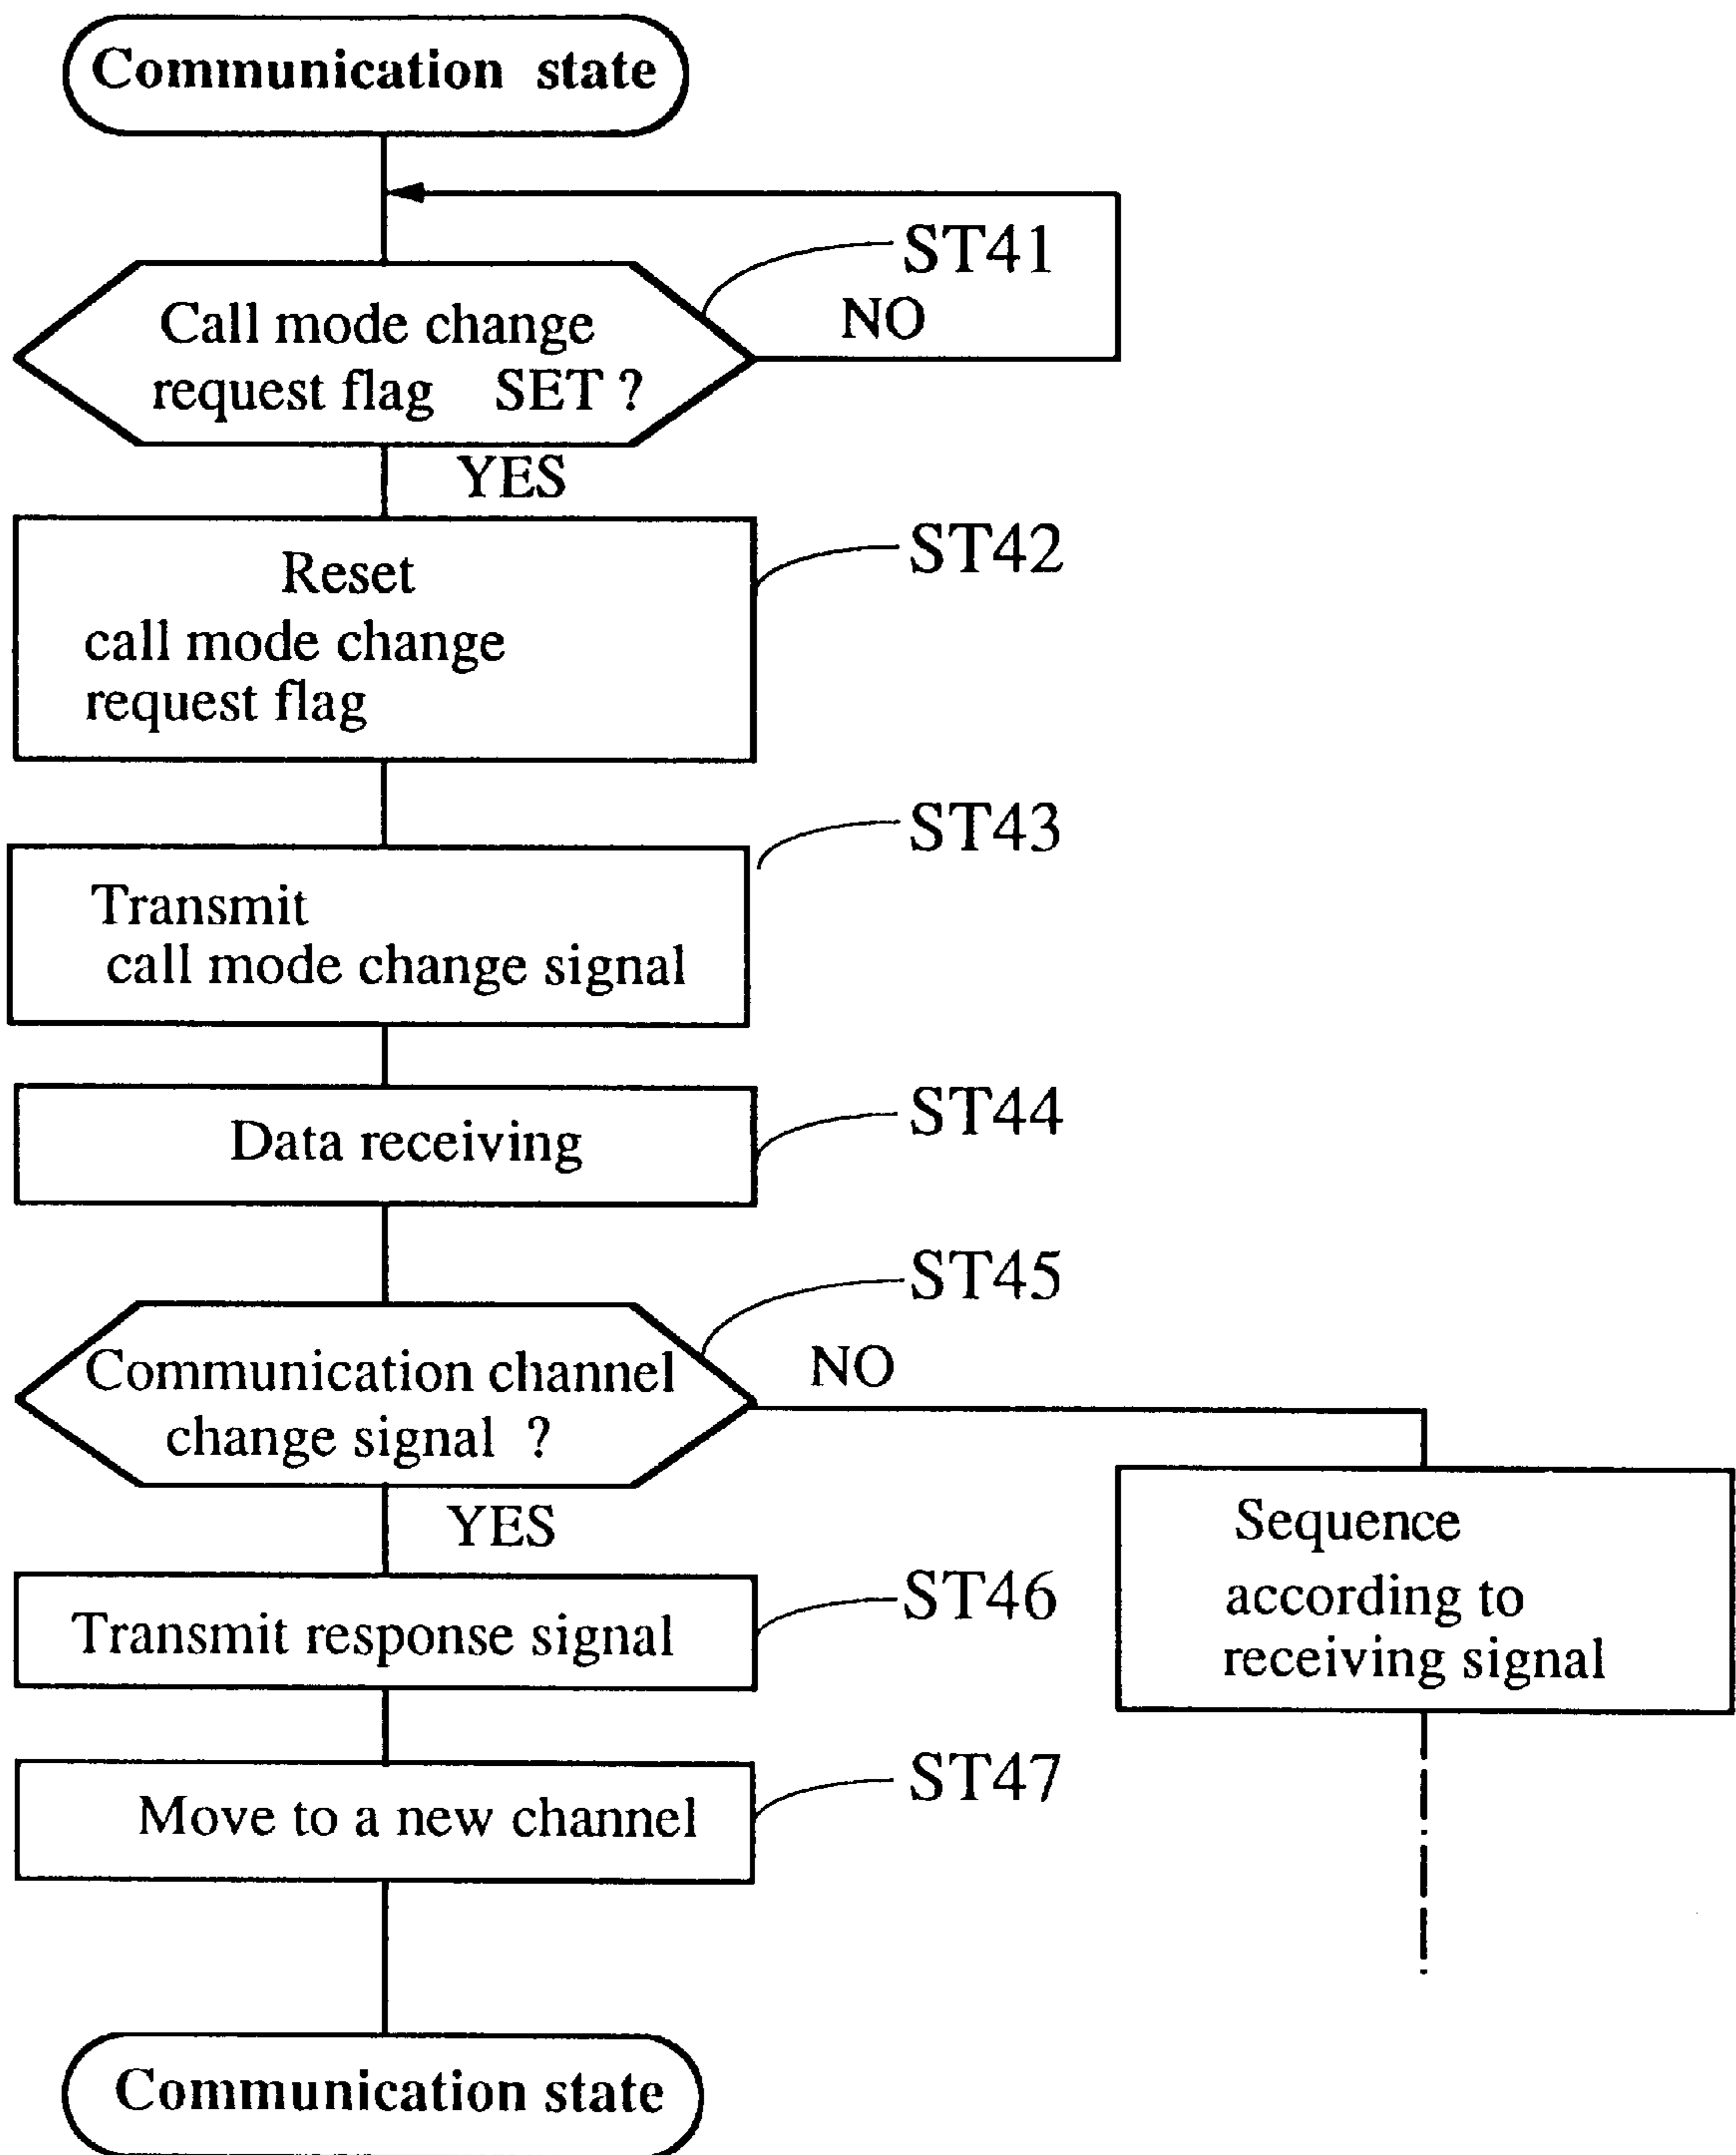 Communication state
ST41
NO
Call mode change
request flag SET ?
YES
ST42
Reset
call mode change
request flag
ST43
Transmit
call mode change signal
ST44
Data receiving
ST45
NO
Communication channel
change signal ?
YES
Sequence
according to
receiving signal
ST46
Transmit response signal
ST47
Move to a new channel
Communication state